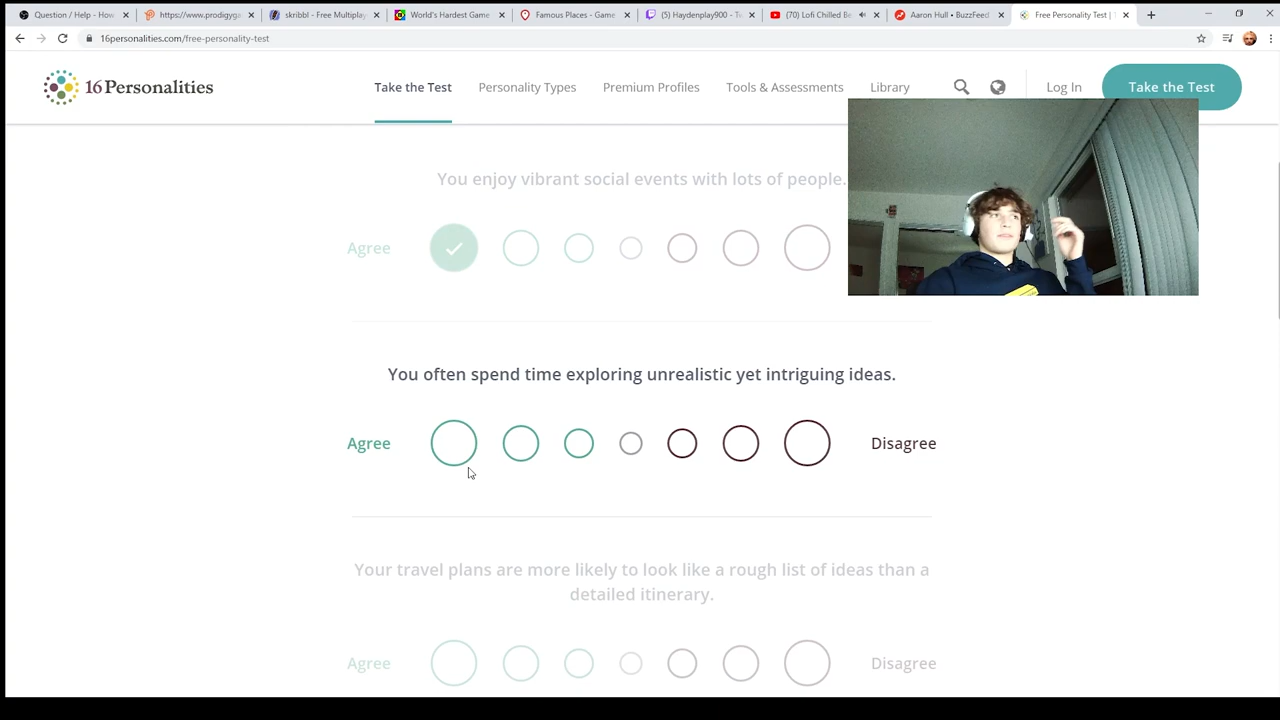 Question / Help - How
https://www.prodigyga
skribbl - Free Multiplay
World's Hardest Game
Famous Places - Game
(5) Haydenplay900 - Tw
(70) Lofi Chilled Be
Aaron Hull • BuzzFeed
Free Personality Test |
16personalities.com/free-personality-test
16Personalities
Take the Test
Personality Types
Premium Profiles
Tools & Assessments
Library
Log In
Take the Test
You enjoy vibrant social events with lots of people.
Agree
You often spend time exploring unrealistic yet intriguing ideas.
Agree
Disagree
Your travel plans are more likely to look like a rough list of ideas than a
detailed itinerary.
Agree
Disagree